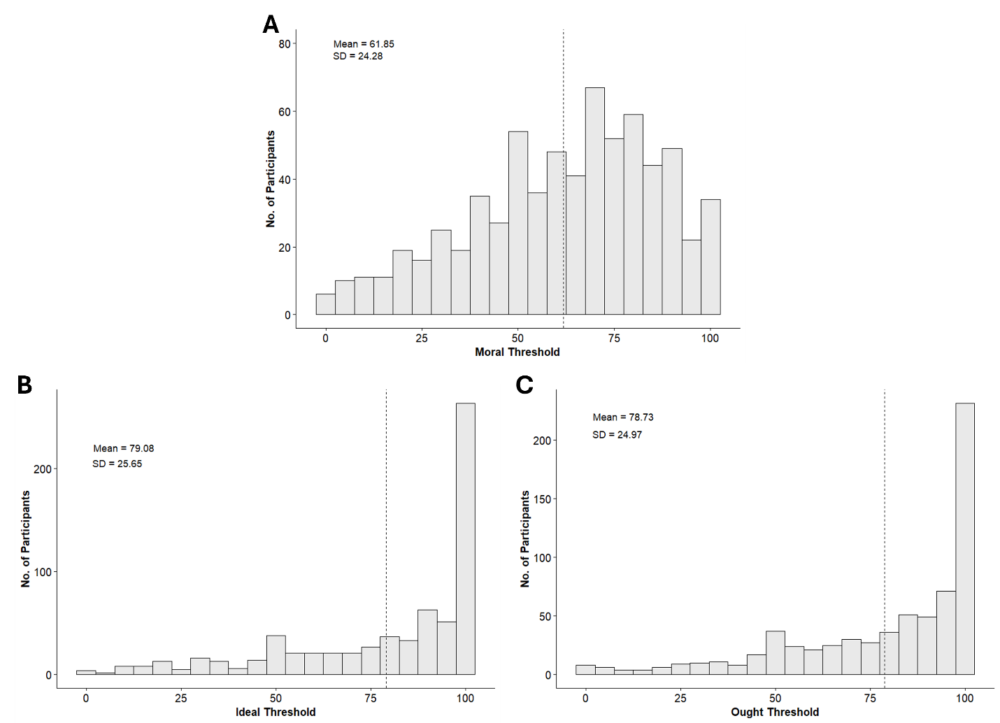 A
Mean = 61.85
SD = 24.28
80
60
40
20
0
No. of Participants
0 25 50 75 100
Moral Threshold
B
Mean = 79.08
SD = 25.65
200
100
0
No. of Participants
0 25 50 75 100
Ideal Threshold
C
Mean = 78.73
SD = 24.97
200
150
100
50
0
No. of Participants
0 25 50 75 100
Ought Threshold